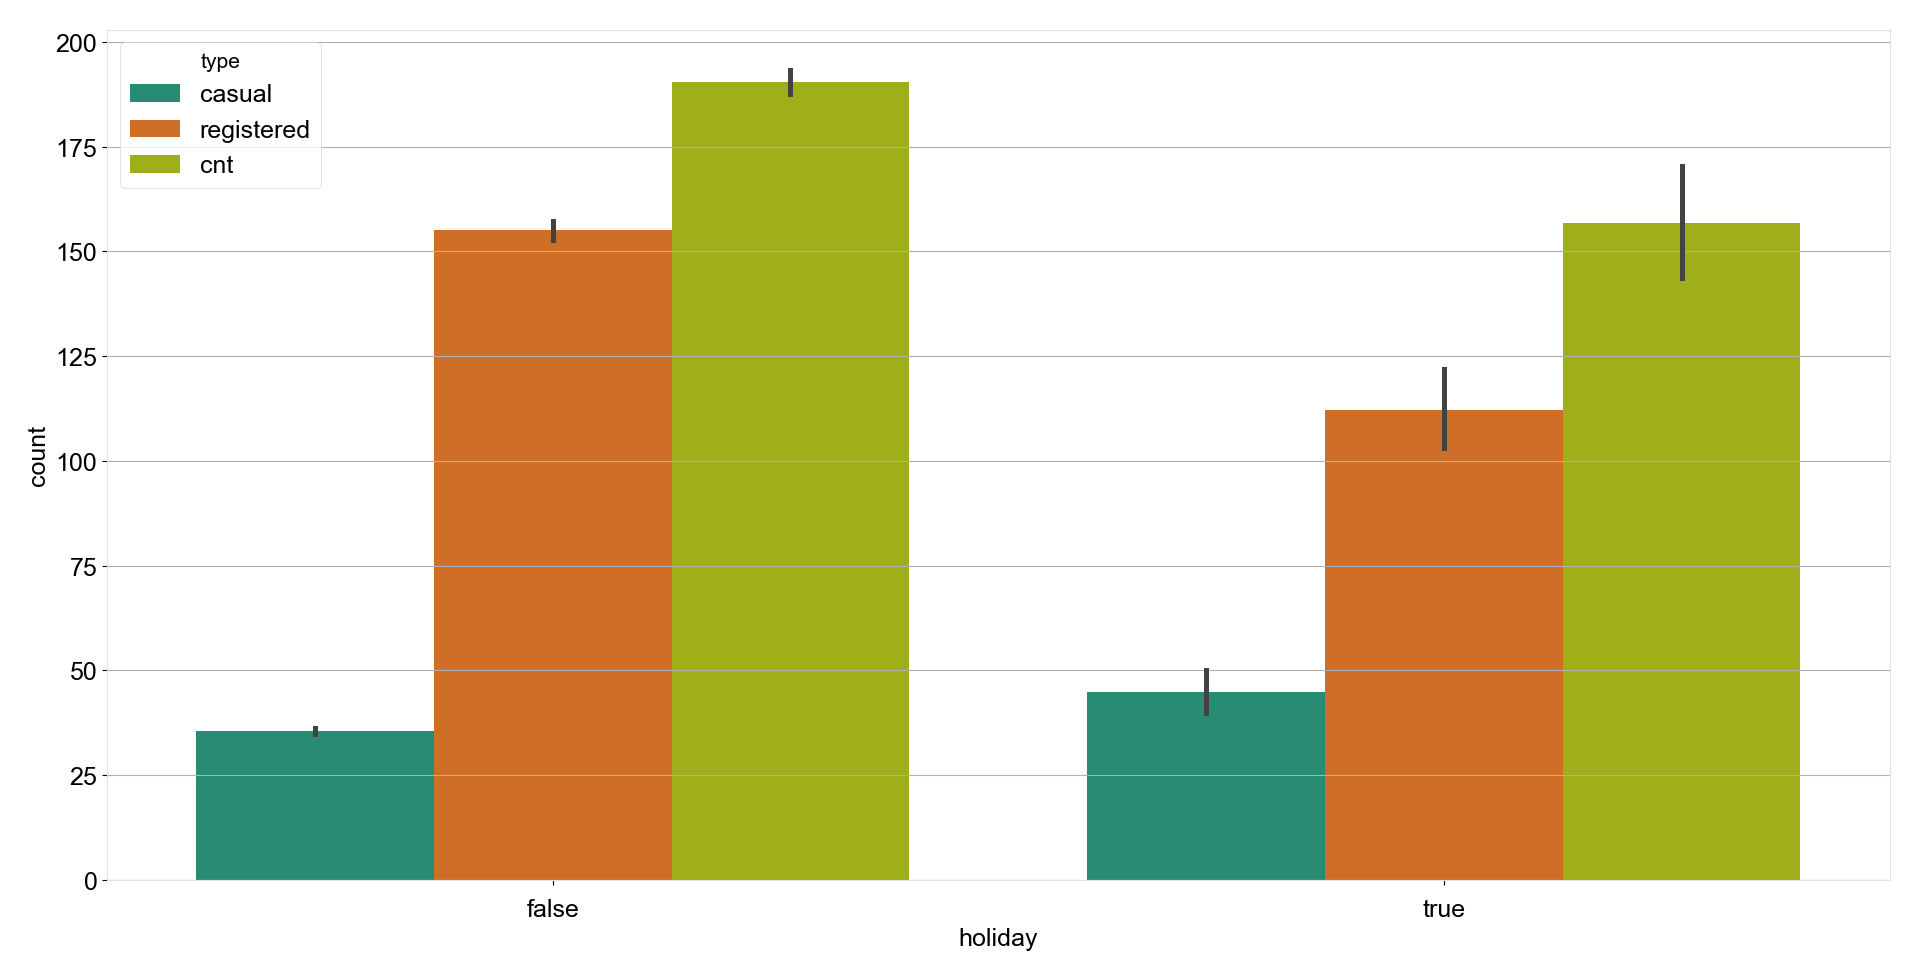 type
casual
registered
cnt
200
175
150
125
100
75
50
25
0
count
false
true
holiday